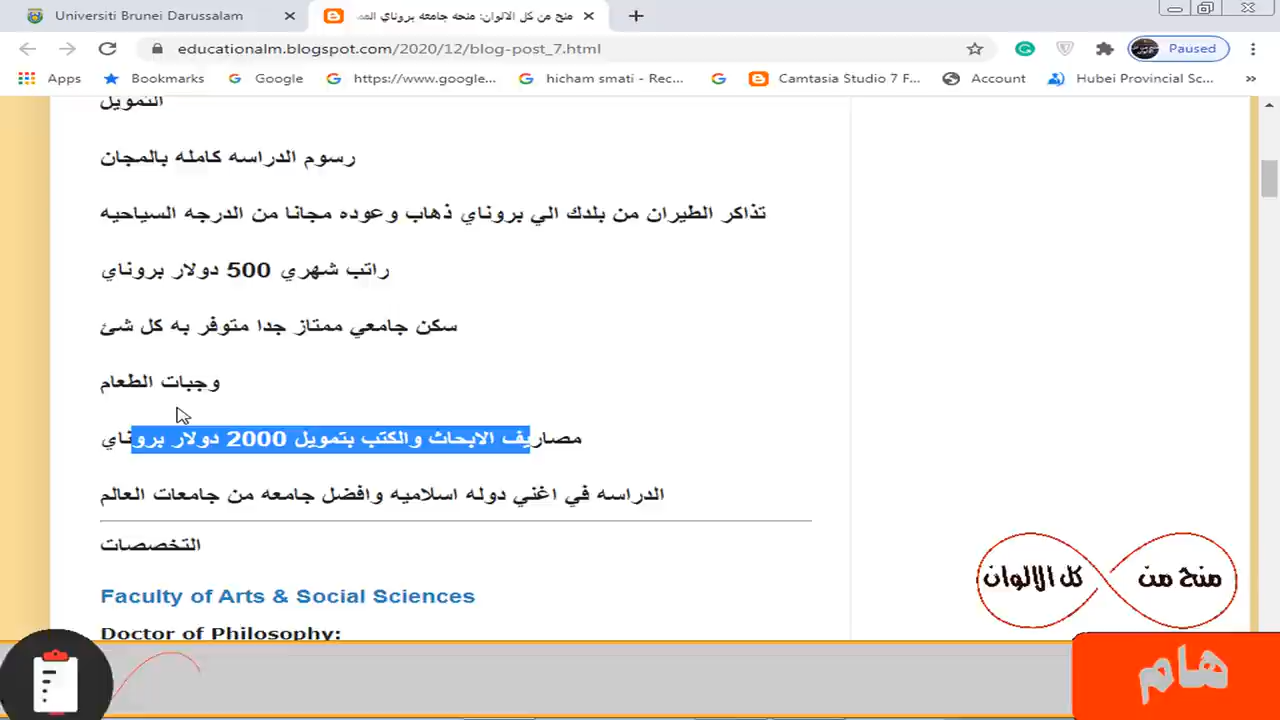 Universiti Brunei Darussalam
منح من كل الالوان: منحه جامعه بروناي المم
educationalm.blogspot.com/2020/12/blog-post_7.html
Paused
Apps
Bookmarks
Google
https://www.google...
hicham smati - Rec...
Camtasia Studio 7 F...
Account
Hubei Provincial Sc...
»
التمويل
رسوم الدراسه كامله بالمجان
تذاكر الطيران من بلدك الي بروناي ذهاب وعوده مجانا من الدرجه السياحيه
راتب شهري 500 دولار بروناي
سكن جامعي ممتاز جدا متوفر به كل شئ
وجبات الطعام
مصاريف الابحاث والكتب بتمويل 2000 دولار بروناي
الدراسه في اغني دوله اسلاميه وافضل جامعه من جامعات العالم
التخصصات
Faculty of Arts & Social Sciences
Doctor of Philosophy:
منح من كل الالوان
هام